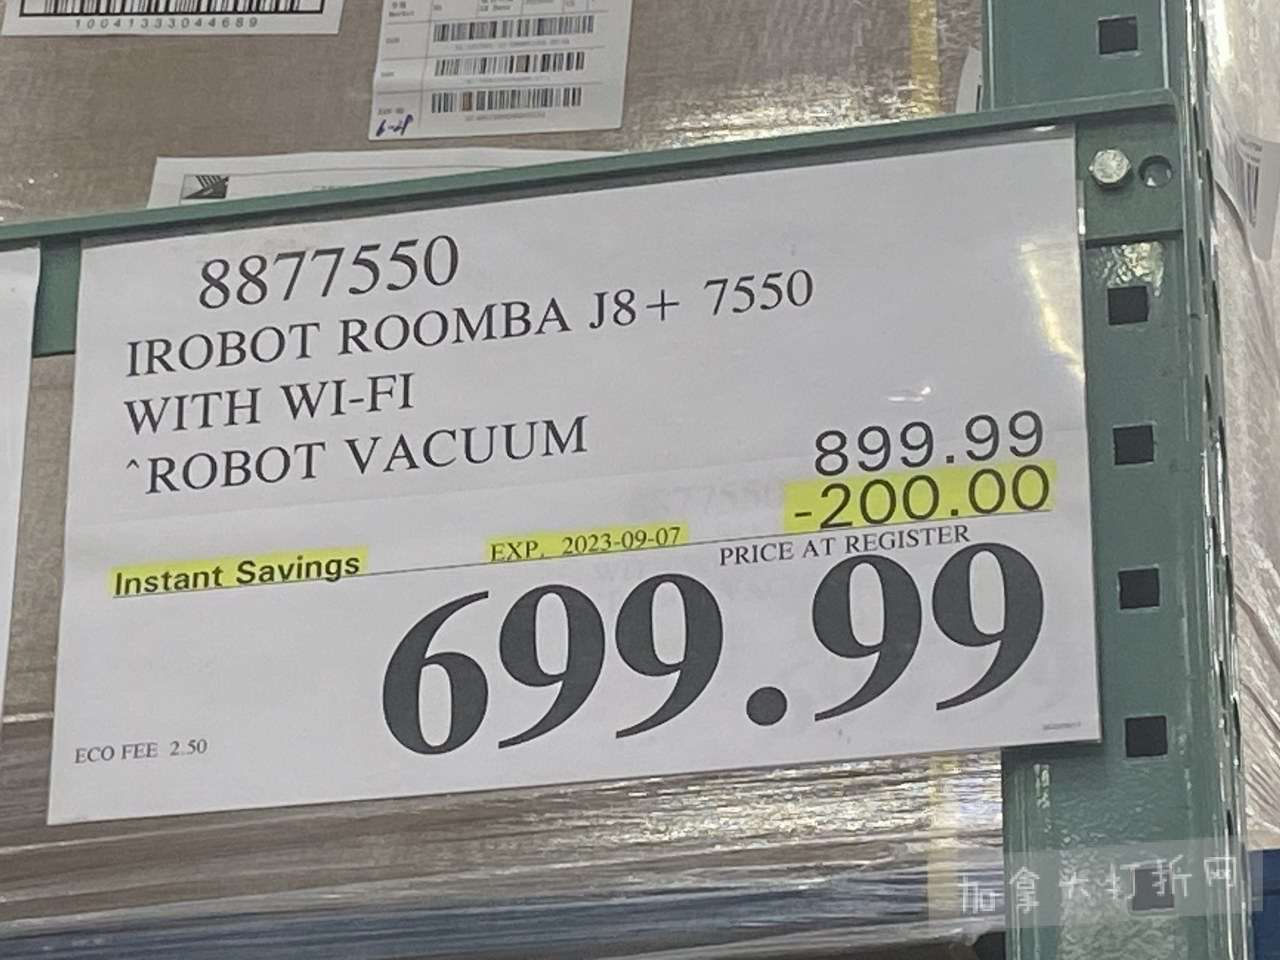 10041333044689
8877550
IROBOT ROOMBA J8+ 7550
WITH WI-FI
^ROBOT VACUUM
899.99
-200.00
Instant Savings EXP. 2023-09-07
PRICE AT REGISTER
699.99
ECO FEE 2.50
加拿大打折网